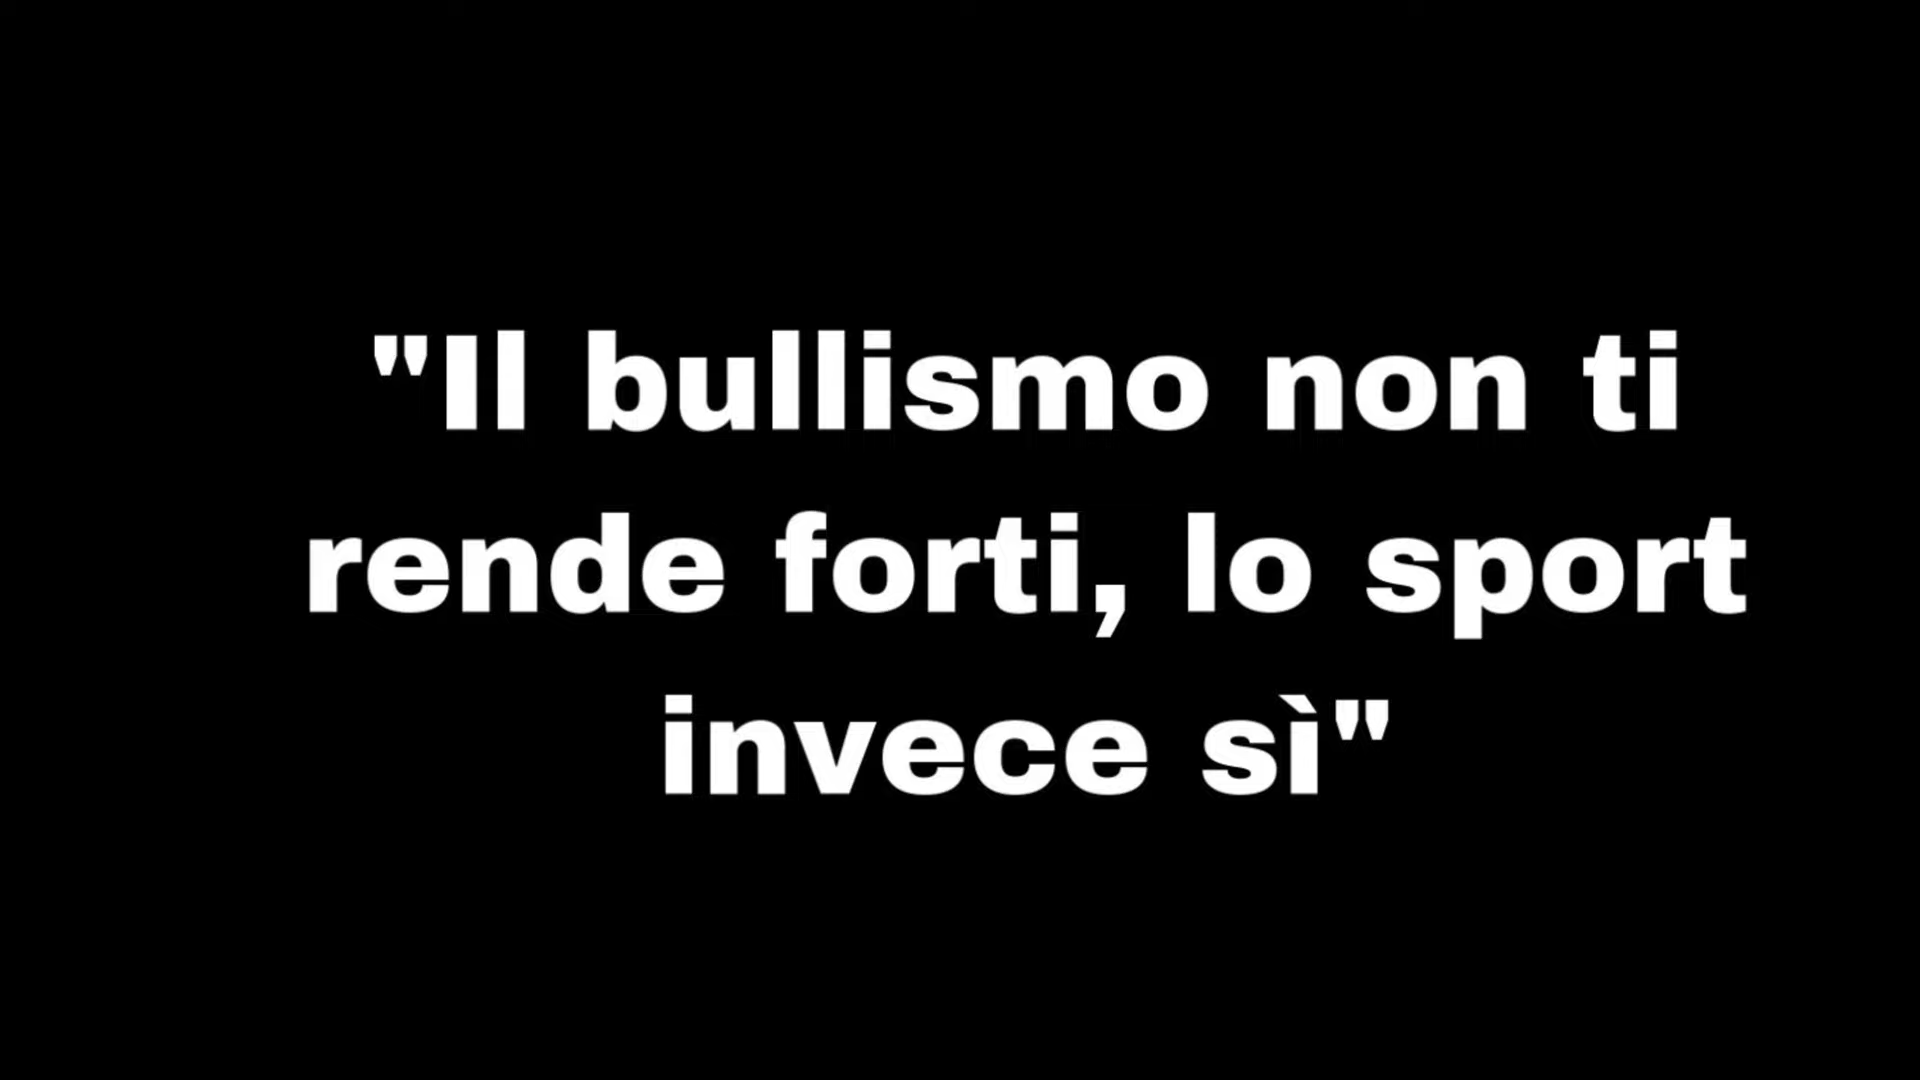 "Il bullismo non ti
rende forti, lo sport
invece sì"